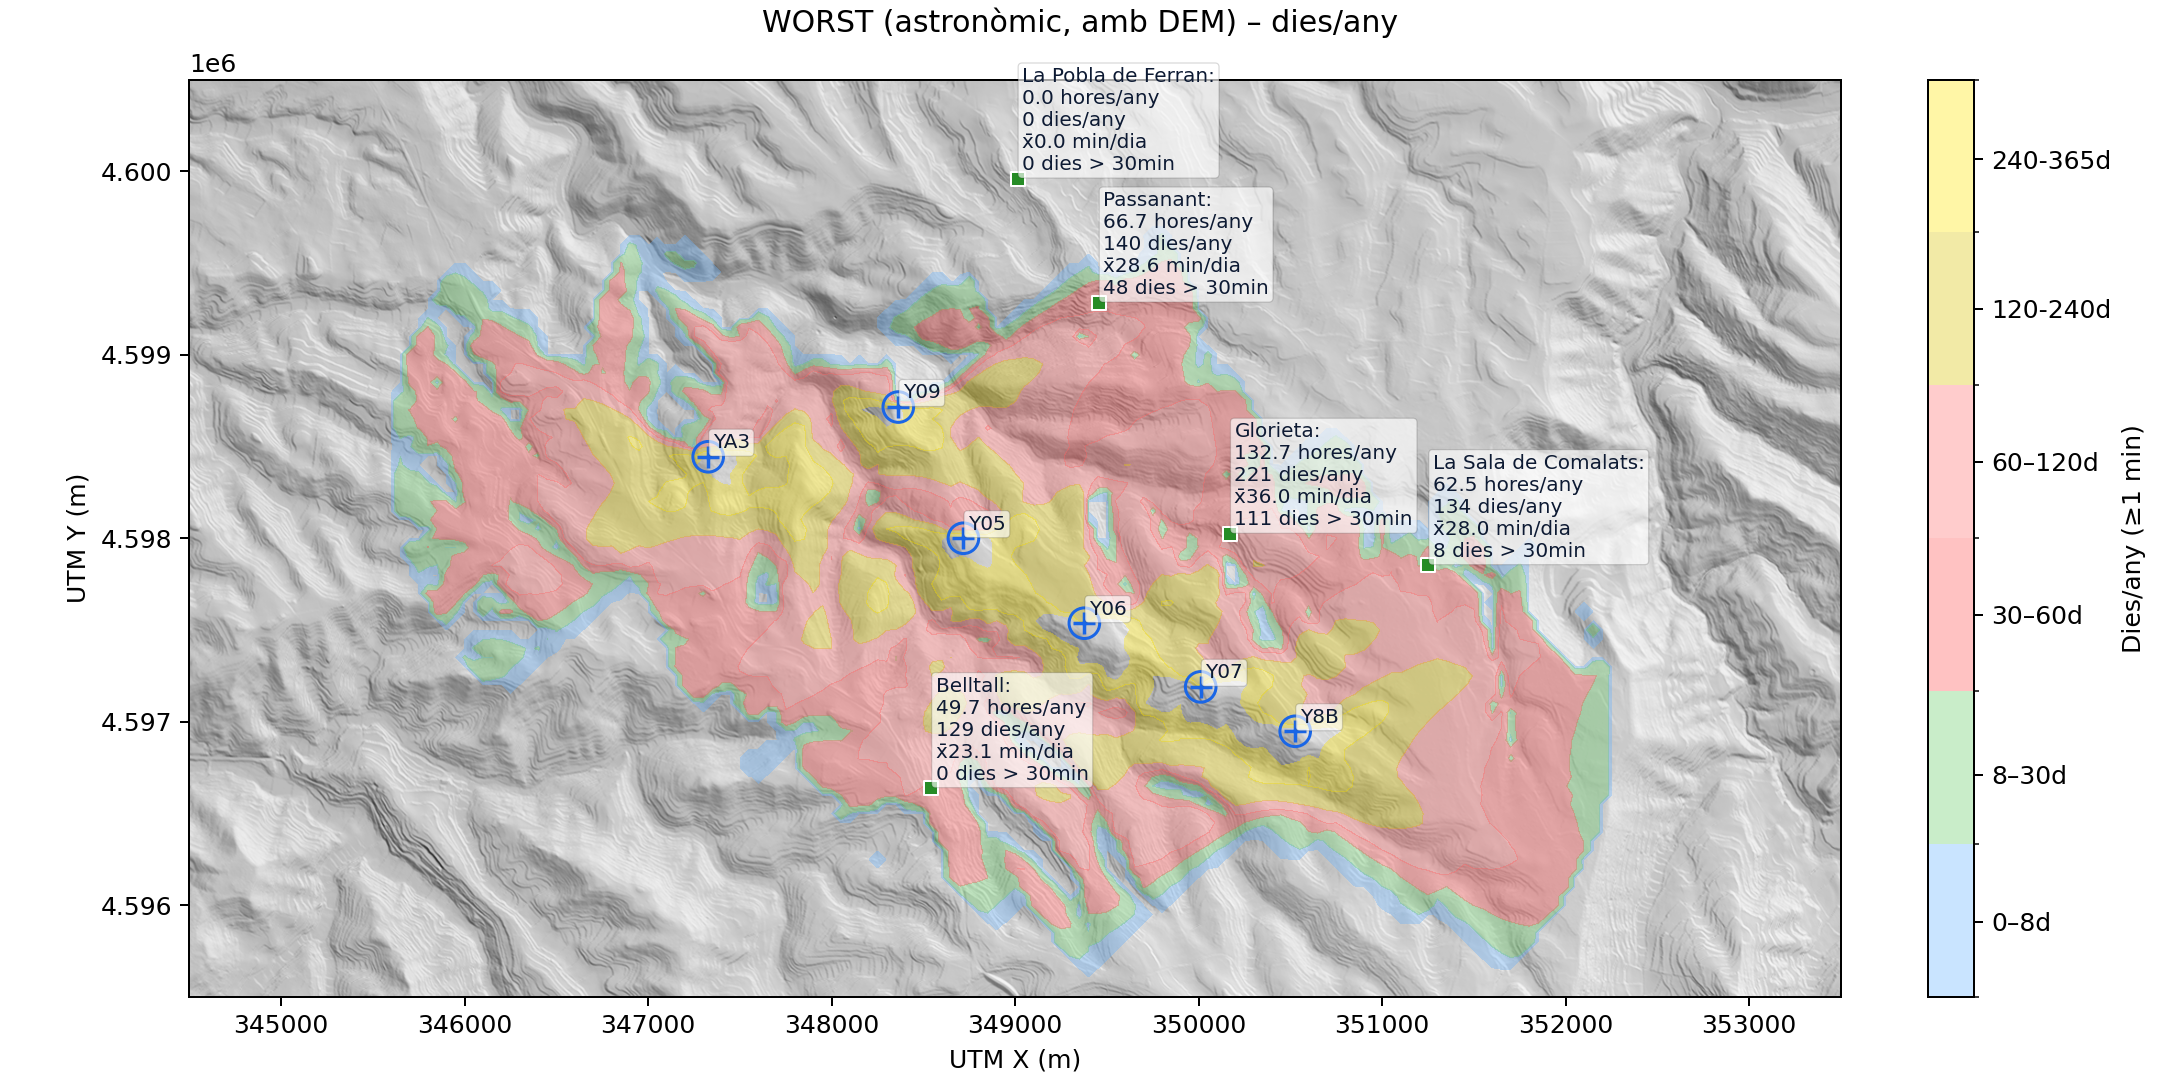 WORST (astronòmic, amb DEM) – dies/any
1e6
La Pobla de Ferran:
0.0 hores/any
0 dies/any
x̄0.0 min/dia
0 dies > 30min
Passanant:
66.7 hores/any
140 dies/any
x̄28.6 min/dia
48 dies > 30min
Y09
YA3
Glorieta:
132.7 hores/any
221 dies/any
x̄36.0 min/dia
111 dies > 30min
La Sala de Comalats:
62.5 hores/any
134 dies/any
x̄28.0 min/dia
8 dies > 30min
Y05
Y06
Y07
Y8B
Belltall:
49.7 hores/any
129 dies/any
x̄23.1 min/dia
0 dies > 30min
4.600
4.599
4.598
4.597
4.596
UTM Y (m)
345000
346000
347000
348000
349000
350000
351000
352000
353000
UTM X (m)
240-365d
120-240d
60–120d
30–60d
8–30d
0–8d
Dies/any (≥1 min)